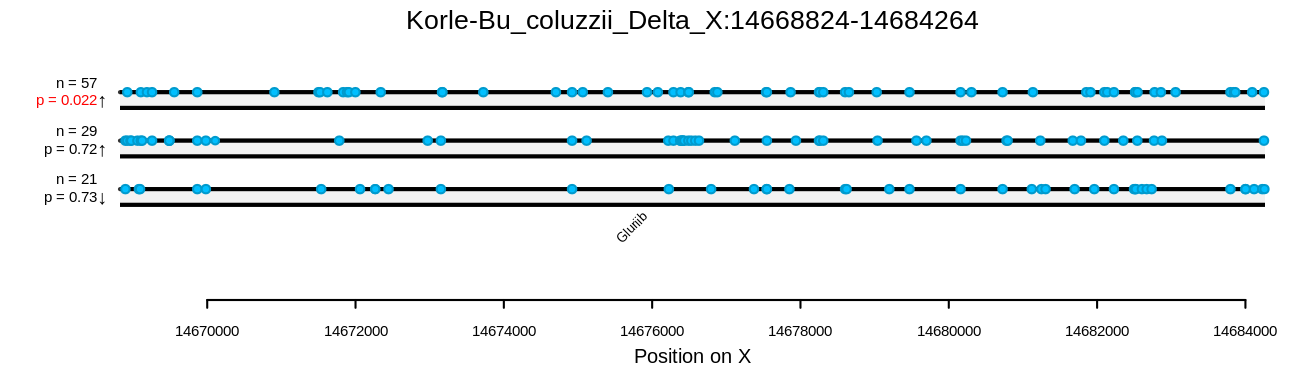 Korle-Bu_coluzzii_Delta_X:14668824-14684264
n = 57
p = 0.022↑
n = 29
p = 0.72↑
n = 21
p = 0.73↓
GluriIb
14670000 14672000 14674000 14676000 14678000 14680000 14682000 14684000
Position on X